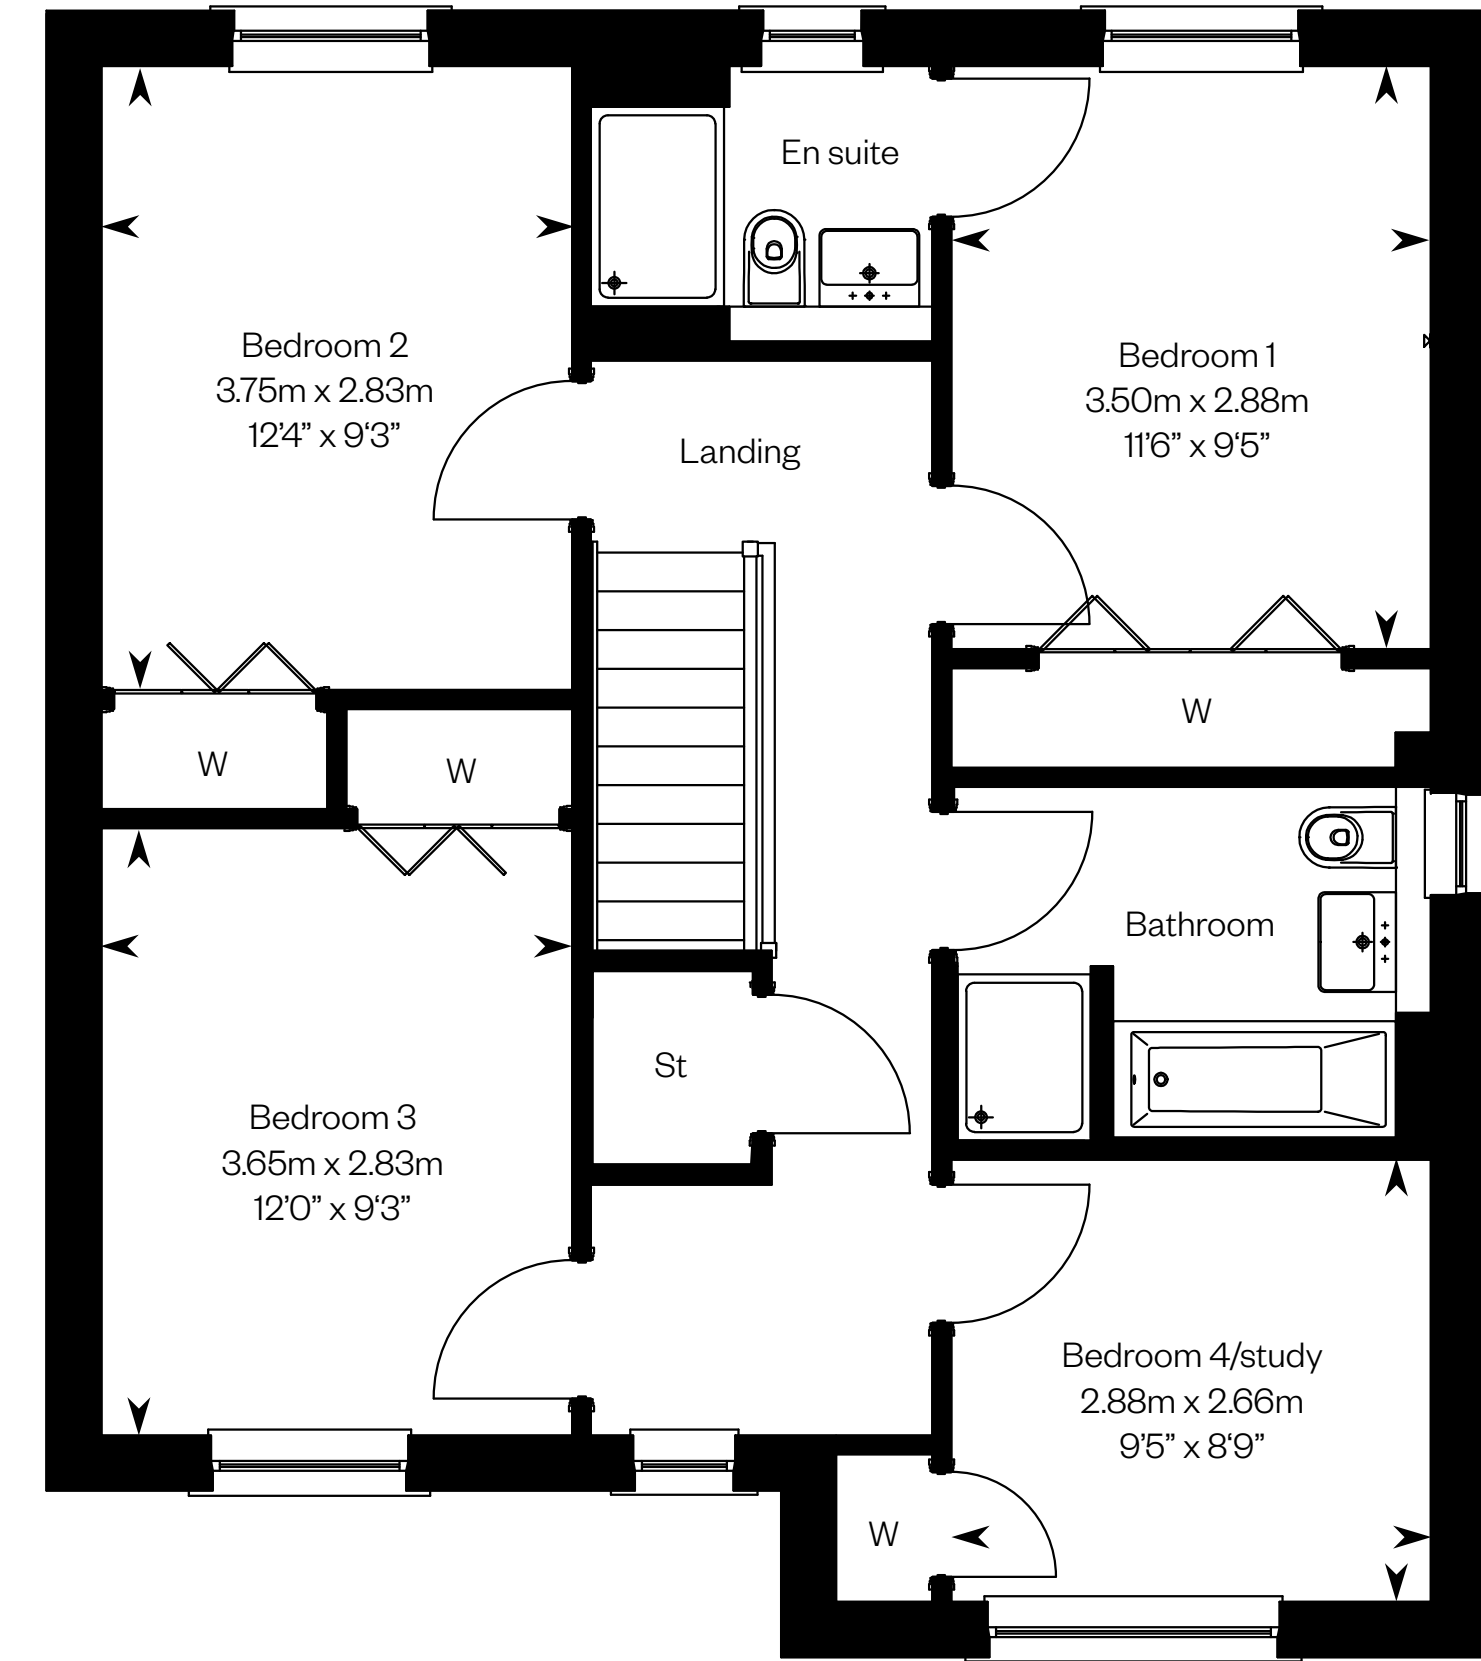 En suite
Bedroom 2
3.75m x 2.83m
12'4” x 9‘3”
Bedroom 1
3.50m x 2.88m
11'6” x 9'5”
Landing
W
W
W
Bathroom
St
Bedroom 3
3.65m x 2.83m
12'0” x 9‘3”
Bedroom 4/study
2.88m x 2.66m
9'5” x 8‘9”
W